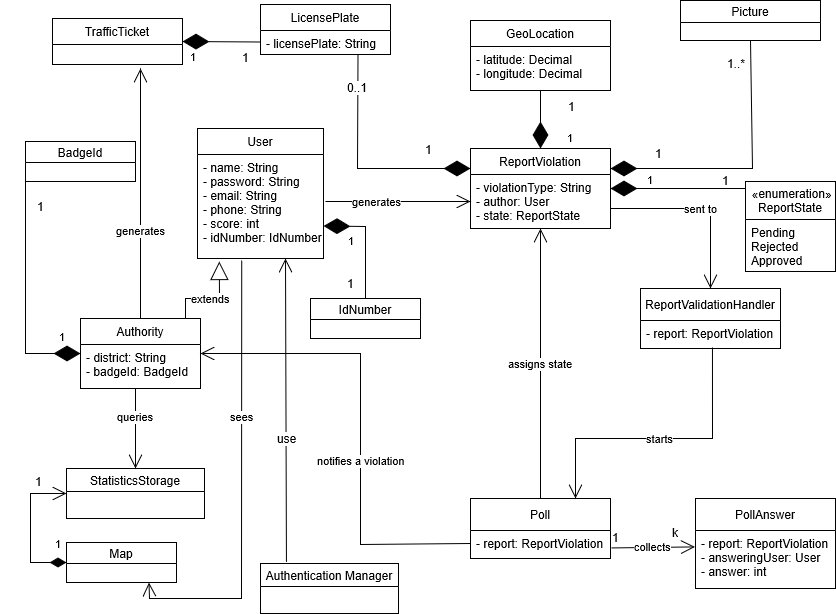 TrafficTicket
1
1
LicensePlate
- licensePlate: String
0..1
GeoLocation
- latitude: Decimal
- longitude: Decimal
1
1
Picture
1..*
BadgeId
1
generates
User
- name: String
- password: String
- email: String
- phone: String
- score: int
- idNumber: IdNumber
generates
1
1
ReportViolation
- violationType: String
- author: User
- state: ReportState
1
1
1
«enumeration»
ReportState
Pending
Rejected
Approved
sent to
1
IdNumber
extends
ReportValidationHandler
- report: ReportViolation
1
Authority
- district: String
- badgeId: BadgeId
assigns state
queries
sees
use
starts
notifies a violation
1
StatisticsStorage
1
Map
Authentication Manager
Poll
- report: ReportViolation
1
collects
k
PollAnswer
- report: ReportViolation
- answeringUser: User
- answer: int